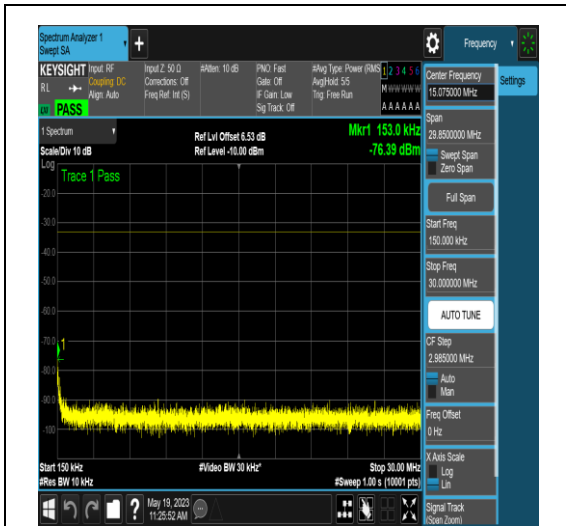 Spectrum Analyzer 1
Swept SA
+
Frequency
KEYSIGHT
RL
Input: RF
Coupling: DC
Align: Auto
Input Z: 50 Ω
Corrections: Off
Freq Ref: Int (S)
#Atten: 10 dB
PNO: Fast
Gate: Off
IF Gain: Low
Sig Track: Off
#Avg Type: Power (RMS)
Avg|Hold: 5/5
Trig: Free Run
1 2 3 4 5 6
M W W W W W
A A A A A A
PASS
1 Spectrum
Scale/Div 10 dB
Ref Lvl Offset 6.53 dB
Ref Level -10.00 dBm
Mkr1 153.0 kHz
-76.39 dBm
Log
Trace 1 Pass
-20.0
-30.0
-40.0
-50.0
-60.0
-70.0
-80.0
-90.0
-100
1
Start 150 kHz
#Res BW 10 kHz
#Video BW 30 kHz*
Stop 30.00 MHz
#Sweep 1.00 s (10001 pts)
May 19, 2023
11:25:52 AM
Center Frequency
15.075000 MHz
Settings
Span
29.8500000 MHz
Swept Span
Zero Span
Full Span
Start Freq
150.000 kHz
Stop Freq
30.000000 MHz
AUTO TUNE
CF Step
2.985000 MHz
Auto
Man
Freq Offset
0 Hz
X Axis Scale
Log
Lin
Signal Track
(Span Zoom)